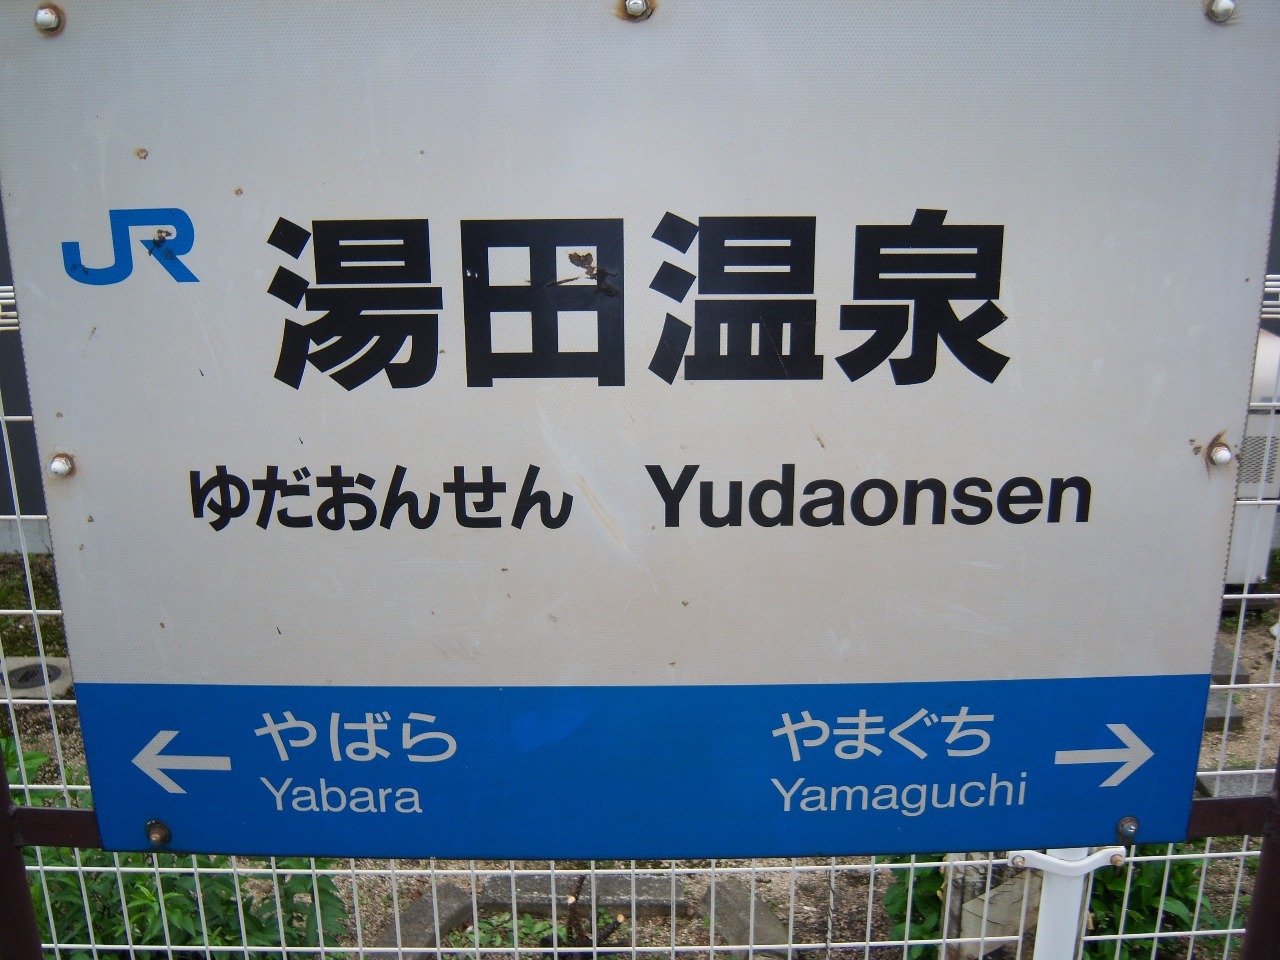 JR
湯田温泉
ゆだおんせん Yudaonsen
← やばら やまぐち →
Yabara Yamaguchi